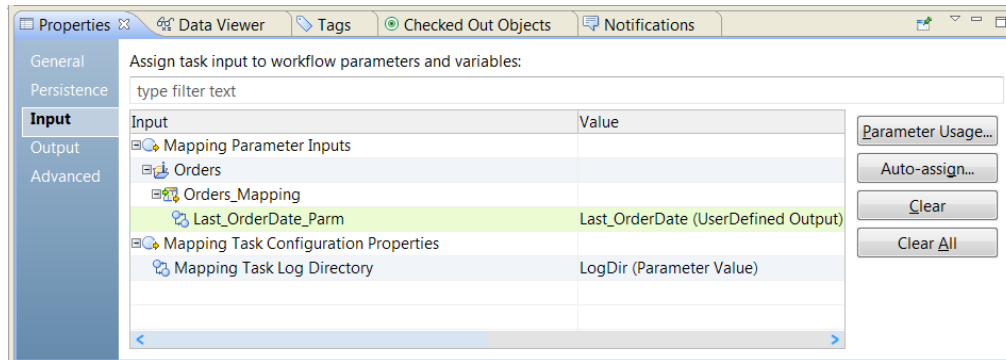 Properties Data Viewer Tags Checked Out Objects Notifications
General
Assign task input to workflow parameters and variables:
Persistence
type filter text
Input
Input Value
Parameter Usage...
Mapping Parameter Inputs
Output
Orders
Auto-assign...
Advanced
Orders_Mapping
Clear
Last_OrderDate_Parm Last_OrderDate (UserDefined Output)
Mapping Task Configuration Properties
Clear All
Mapping Task Log Directory LogDir (Parameter Value)